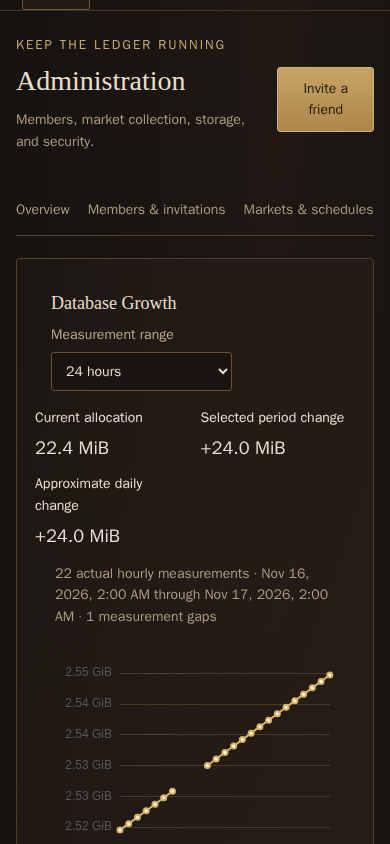 KEEP THE LEDGER RUNNING
Administration
Members, market collection, storage,
and security.
Invite a
friend
Overview
Members & invitations
Markets & schedules
Database Growth
Measurement range
24 hours
Current allocation
22.4 MiB
Selected period change
+24.0 MiB
Approximate daily
change
+24.0 MiB
22 actual hourly measurements · Nov 16,
2026, 2:00 AM through Nov 17, 2026, 2:00
AM · 1 measurement gaps
2.55 GiB
2.54 GiB
2.54 GiB
2.53 GiB
2.53 GiB
2.52 GiB